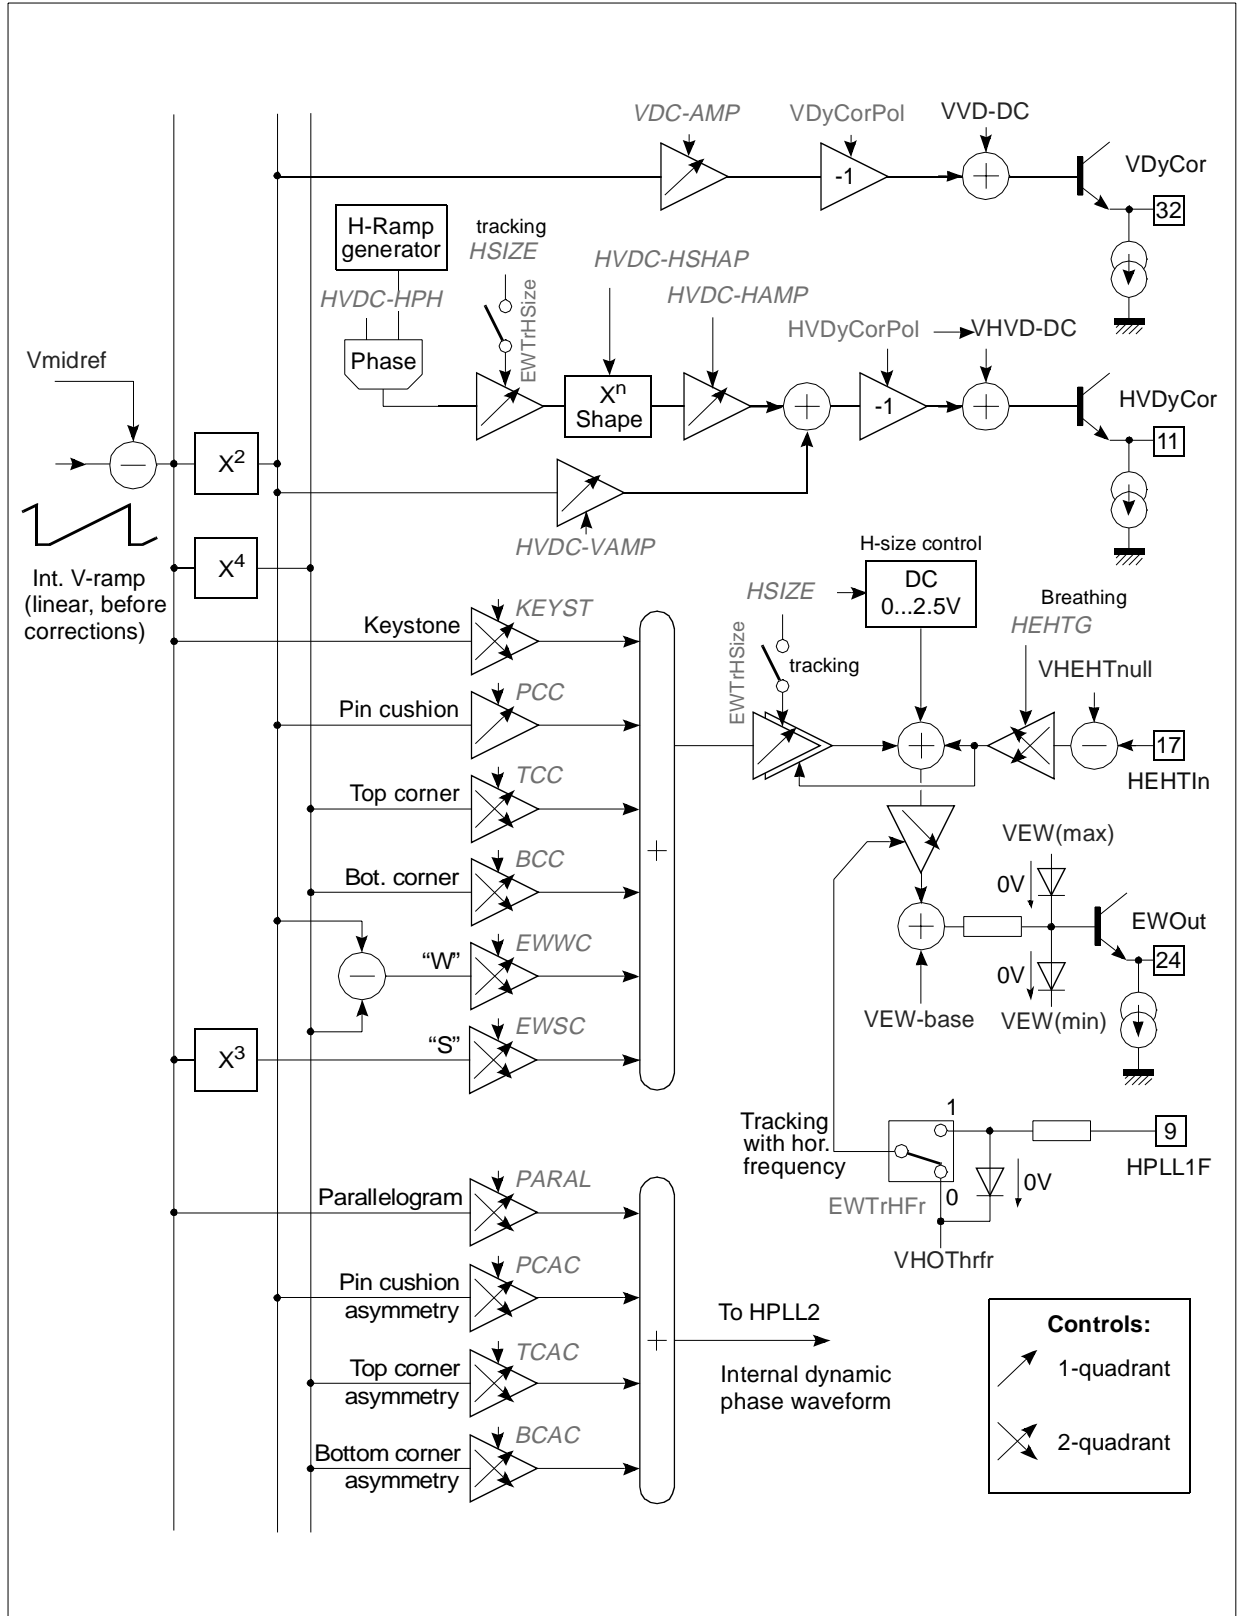 VDC-AMP
VDyCorPol
VVD-DC
-1
VDyCor
32
H-Ramp
generator
tracking
HSIZE
HVDC-HSHAP
HVDC-HPH
EWTrHSize
HVDC-HAMP
HVDyCorPol
VHVD-DC
Vmidref
Phase
Xn
Shape
-1
HVDyCor
11
X2
HVDC-VAMP
X4
Int. V-ramp
(linear, before
corrections)
H-size control
DC
0...2.5V
HSIZE
Breathing
HEHTG
EWTrHSize
tracking
VHEHTnull
17
HEHTIn
Keystone
KEYST
Pin cushion
PCC
Top corner
TCC
Bot. corner
BCC
“W”
EWWC
X3
“S”
EWSC
VEW(max)
0V
EWOut
24
0V
VEW(min)
VEW-base
Tracking
with hor.
frequency
1
0
EWTrHFr
9
HPLL1F
0V
VHOThrfr
Parallelogram
PARAL
Pin cushion
asymmetry
PCAC
Top corner
asymmetry
TCAC
Bottom corner
asymmetry
BCAC
To HPLL2
Internal dynamic
phase waveform
Controls:
1-quadrant
2-quadrant